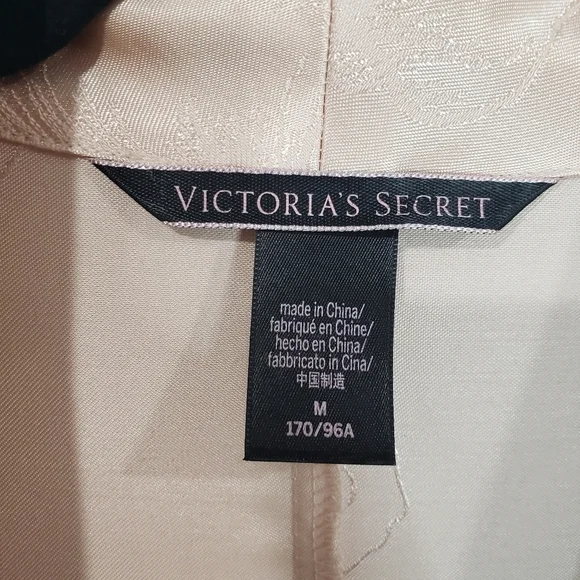 VICTORIA'S SECRET
made in China/
fabriqué en Chine/
hecho en China/
fabbricato in Cina/
中国制造
M
170/96A